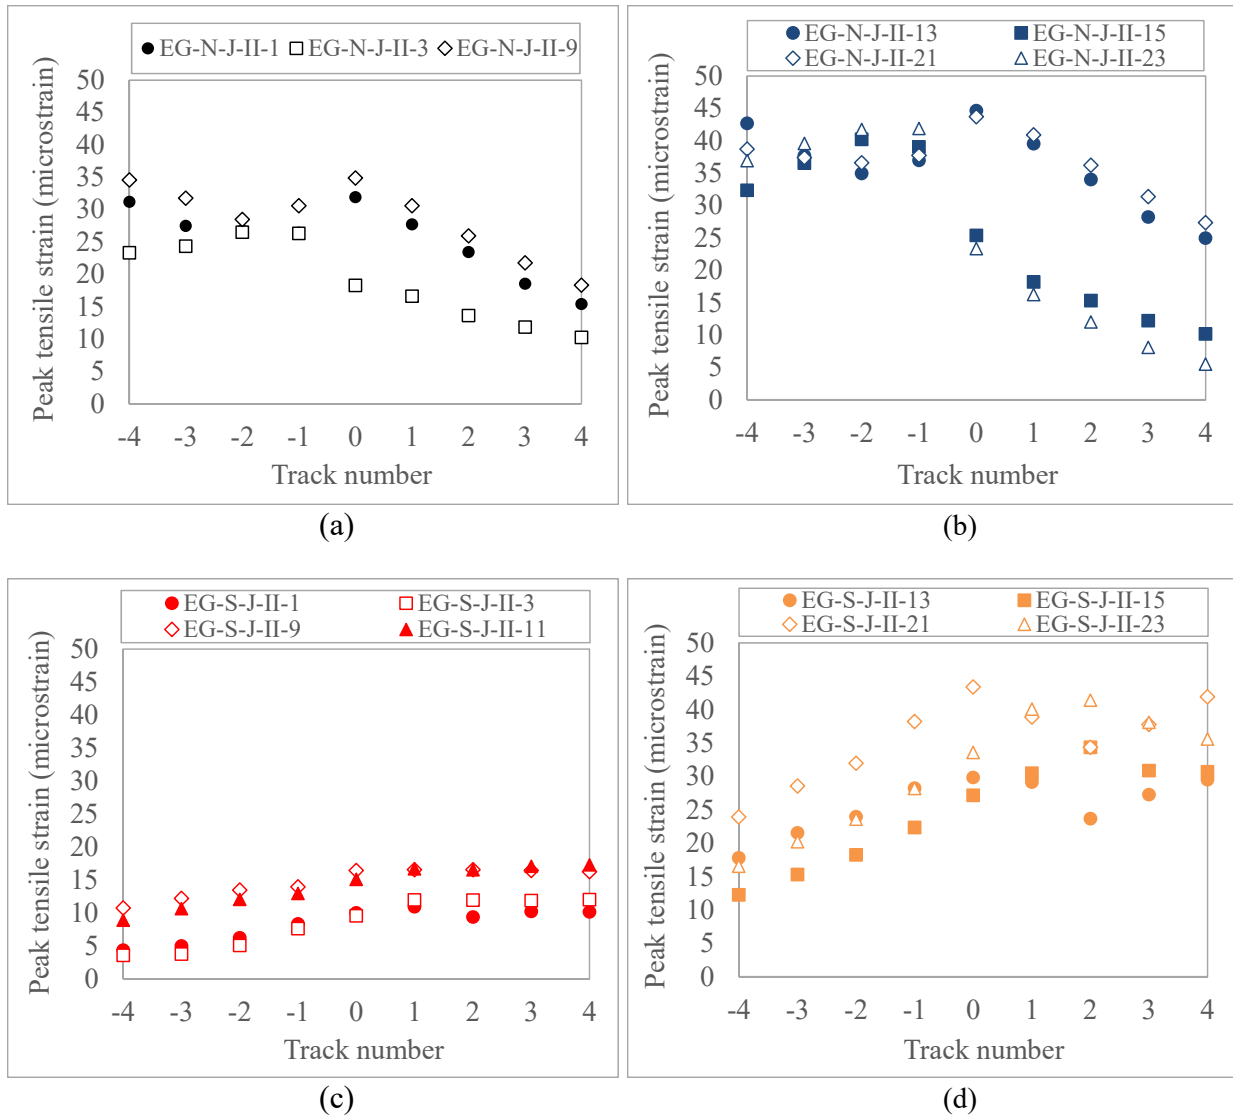 EG-N-J-II-1 EG-N-J-II-3 EG-N-J-II-9
Peak tensile strain (microstrain)
50
45
40
35
30
25
20
15
10
5
0
-4 -3 -2 -1 0 1 2 3 4
Track number
(a)
EG-N-J-II-13 EG-N-J-II-15
EG-N-J-II-21 EG-N-J-II-23
Peak tensile strain (microstrain)
50
45
40
35
30
25
20
15
10
5
0
-4 -3 -2 -1 0 1 2 3 4
Track number
(b)
EG-S-J-II-1 EG-S-J-II-3
EG-S-J-II-9 EG-S-J-II-11
Peak tensile strain (microstrain)
50
45
40
35
30
25
20
15
10
5
0
-4 -3 -2 -1 0 1 2 3 4
Track number
(c)
EG-S-J-II-13 EG-S-J-II-15
EG-S-J-II-21 EG-S-J-II-23
Peak tensile strain (microstrain)
50
45
40
35
30
25
20
15
10
5
0
-4 -3 -2 -1 0 1 2 3 4
Track number
(d)